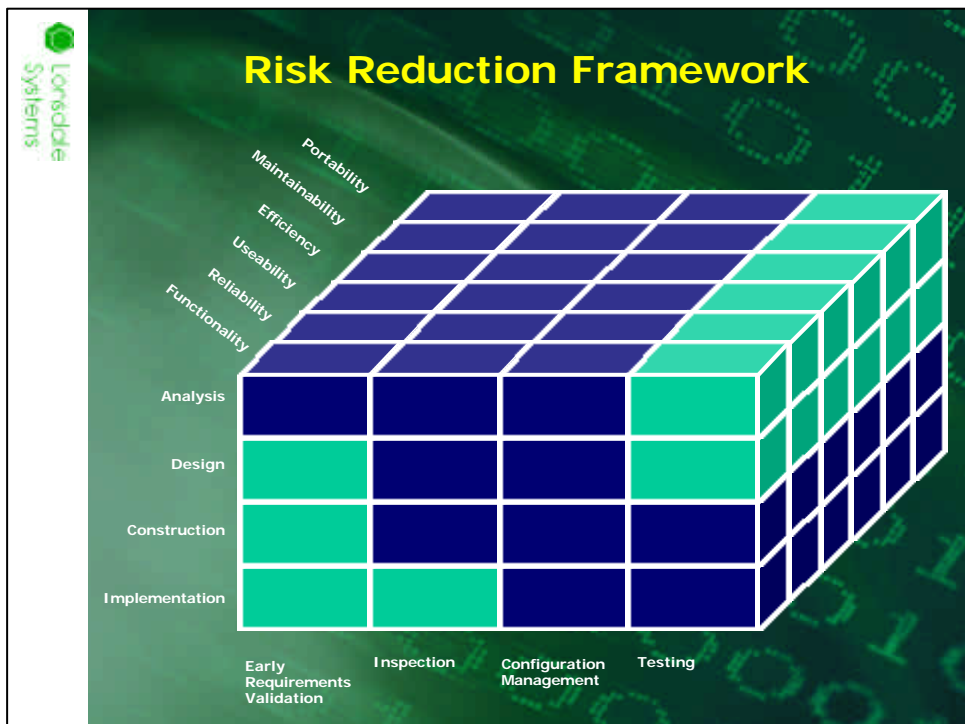 Lonsdale
Systems
Risk Reduction Framework
Portability
Maintainability
Efficiency
Useability
Reliability
Functionality
Analysis
Design
Construction
Implementation
Early
Requirements
Validation
Inspection
Configuration
Management
Testing